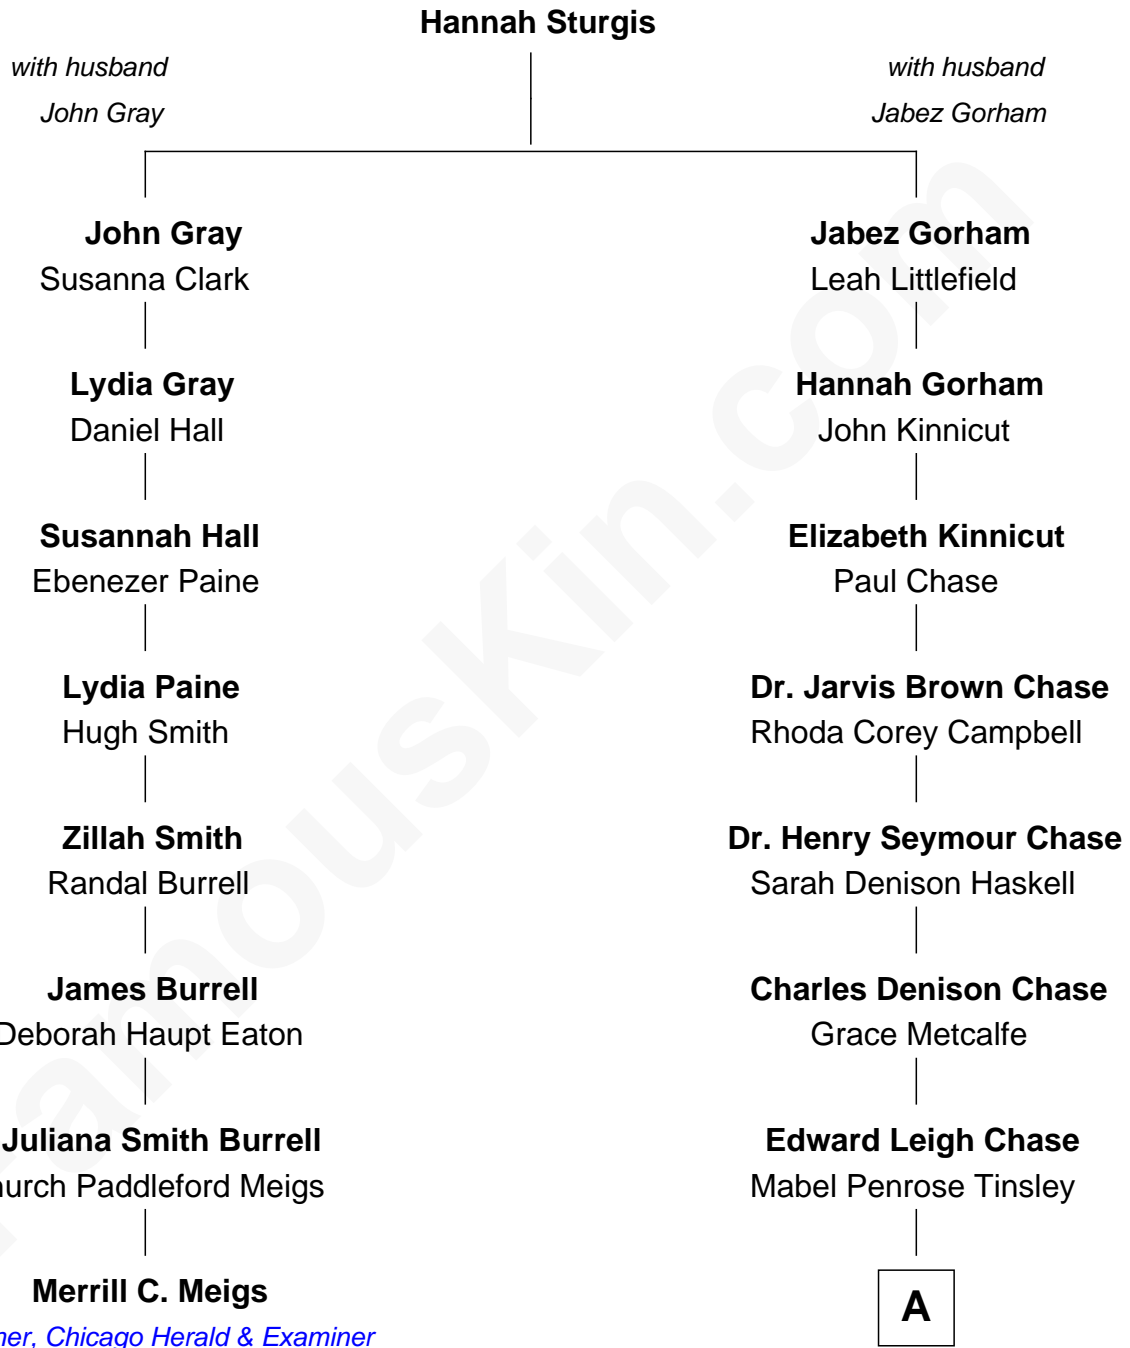 Hannah Sturgis
with husband
John Gray
with husband
Jabez Gorham
John Gray
Susanna Clark
Jabez Gorham
Leah Littlefield
Lydia Gray
Daniel Hall
Hannah Gorham
John Kinnicut
Susannah Hall
Ebenezer Paine
Elizabeth Kinnicut
Paul Chase
Lydia Paine
Hugh Smith
Dr. Jarvis Brown Chase
Rhoda Corey Campbell
Zillah Smith
Randal Burrell
Dr. Henry Seymour Chase
Sarah Denison Haskell
James Burrell
Deborah Haupt Eaton
Charles Denison Chase
Grace Metcalfe
Juliana Smith Burrell
Paddleford Meigs
Edward Leigh Chase
Mabel Penrose Tinsley
Merrill C. Meigs
Chicago Herald & Examiner
A
FamousKin.com